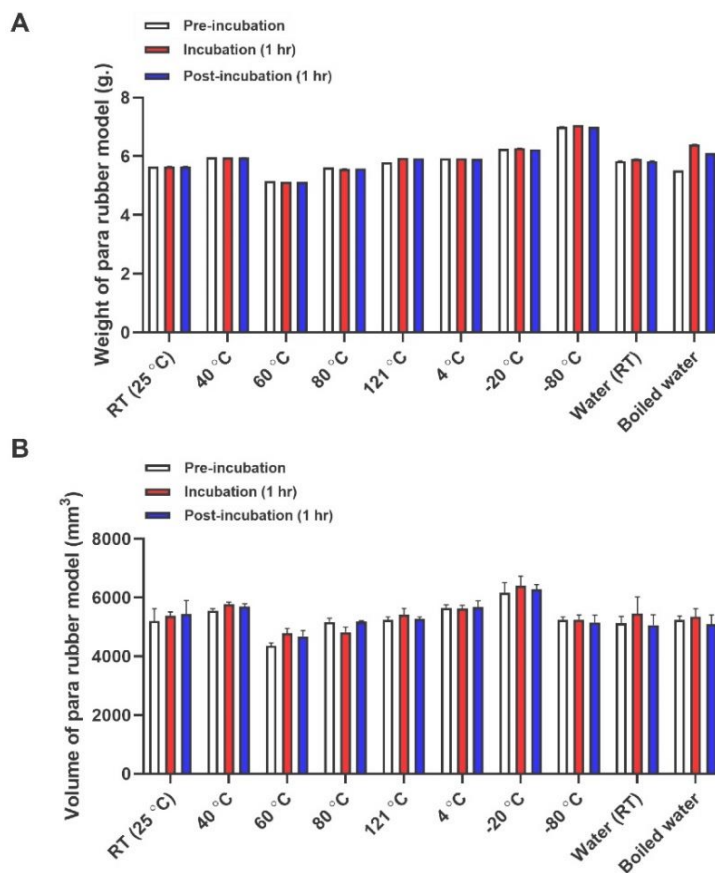 A
Pre-incubation
Incubation (1 hr)
Post-incubation (1 hr)
Weight of para rubber model (g.)
8
6
4
2
0
RT (25 °C)
40 °C
60 °C
80 °C
121 °C
4 °C
-20 °C
-80 °C
Water (RT)
Boiled water
B
Pre-incubation
Incubation (1 hr)
Post-incubation (1 hr)
Volume of para rubber model (mm³)
8000
6000
4000
2000
0
RT (25 °C)
40 °C
60 °C
80 °C
121 °C
4 °C
-20 °C
-80 °C
Water (RT)
Boiled water